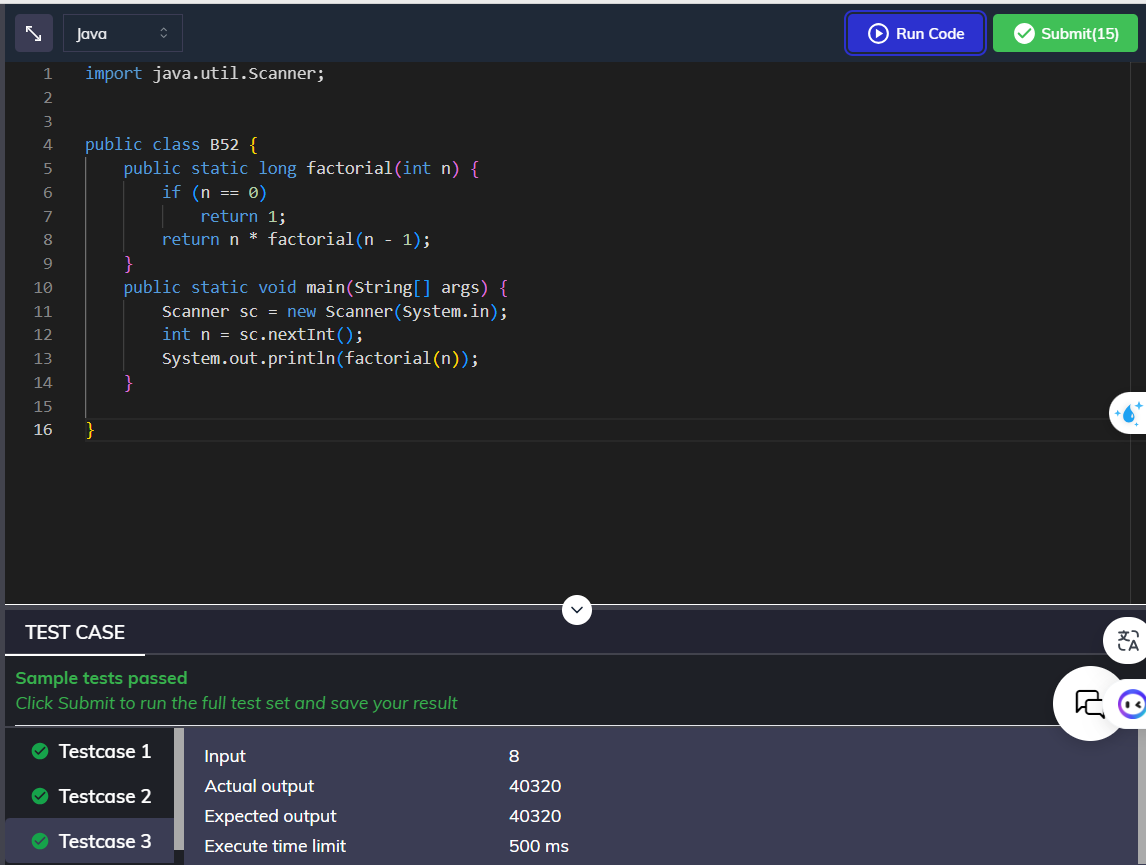 Java
Run Code
Submit(15)
1 import java.util.Scanner;
2
3
4 public class B52 {
5     public static long factorial(int n) {
6         if (n == 0)
7             return 1;
8         return n * factorial(n - 1);
9     }
10     public static void main(String[] args) {
11         Scanner sc = new Scanner(System.in);
12         int n = sc.nextInt();
13         System.out.println(factorial(n));
14     }
15
16 }
TEST CASE
Sample tests passed
Click Submit to run the full test set and save your result
Testcase 1
Testcase 2
Testcase 3
Input 8
Actual output 40320
Expected output 40320
Execute time limit 500 ms